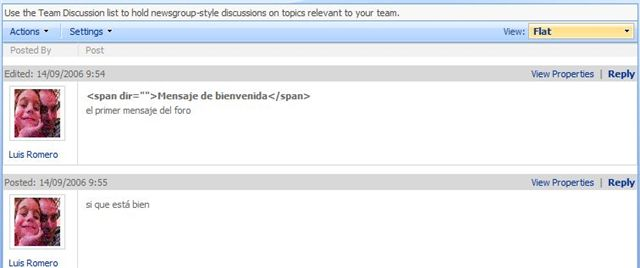 Use the Team Discussion list to hold newsgroup-style discussions on topics relevant to your team.
Actions Settings View: Flat
Posted By Post
Edited: 14/09/2006 9:54 View Properties | Reply
<span dir="">Mensaje de bienvenida</span>
el primer mensaje del foro
Luis Romero
Posted: 14/09/2006 9:55 View Properties | Reply
si que está bien
Luis Romero